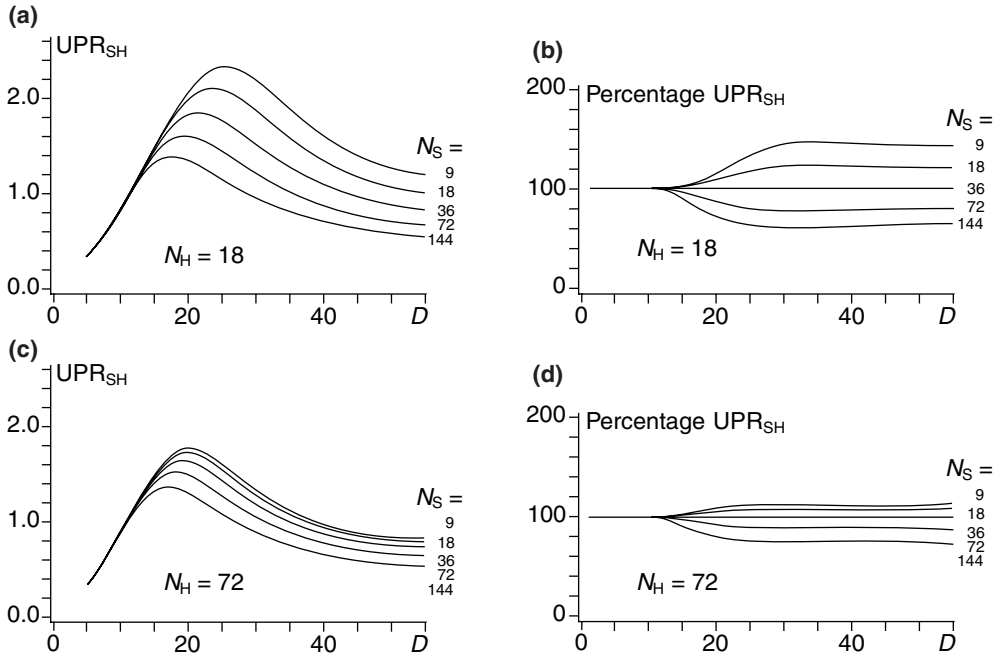 (a)
UPR_SH
2.0
1.0
0.0
0 20 40 D
N_S =
9
18
36
72
144
N_H = 18
(b)
Percentage UPR_SH
200
100
0
0 20 40 D
N_S =
9
18
36
72
144
N_H = 18
(c)
UPR_SH
2.0
1.0
0.0
0 20 40 D
N_S =
9
18
36
72
144
N_H = 72
(d)
Percentage UPR_SH
200
100
0
0 20 40 D
N_S =
9
18
36
72
144
N_H = 72